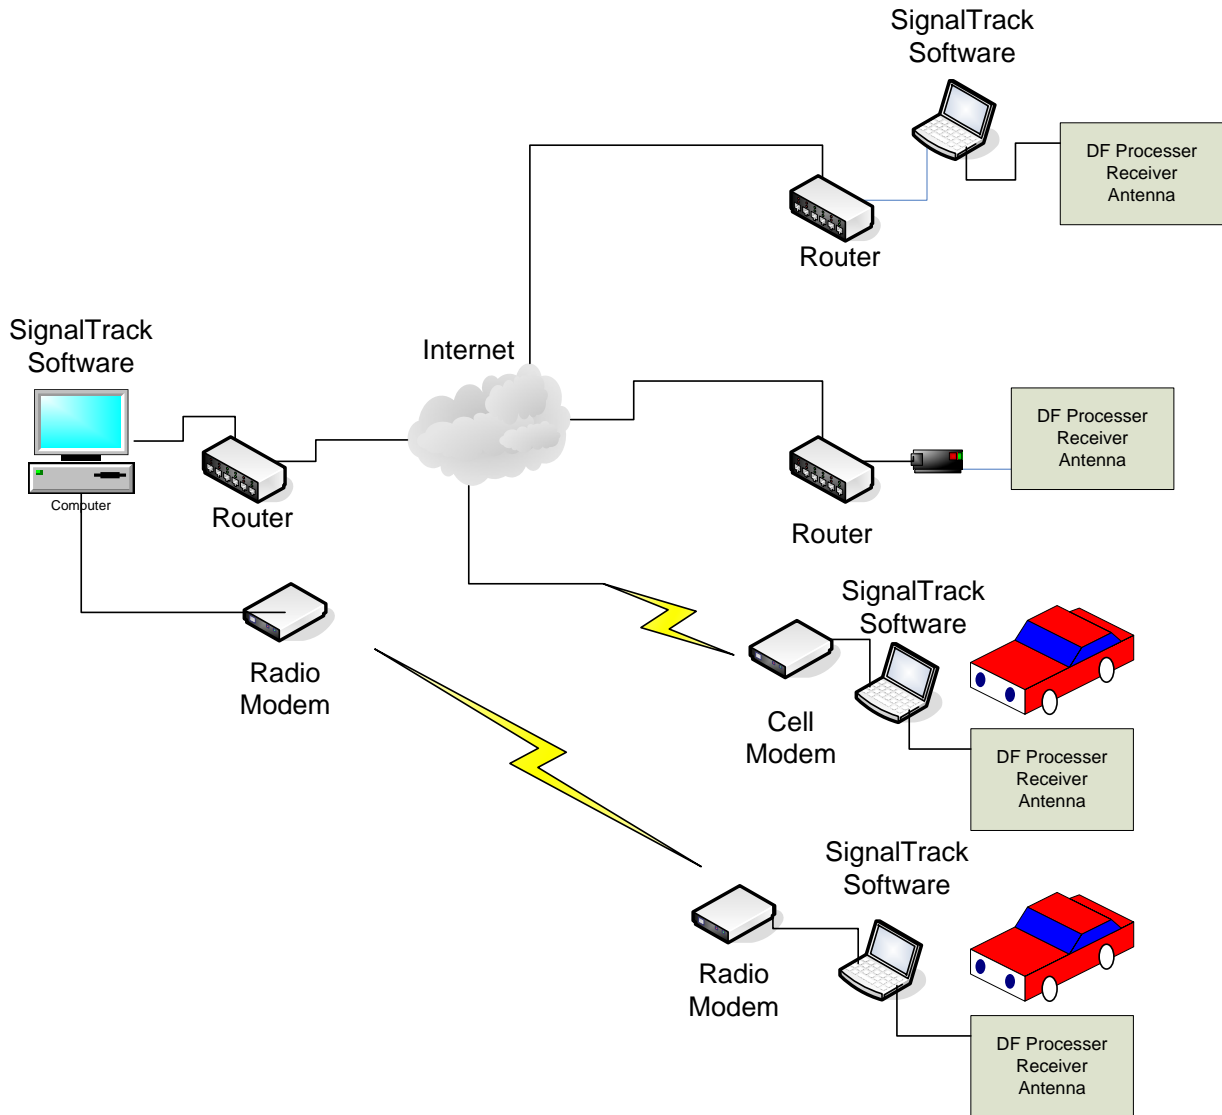 SignalTrack
Software
DF Processer
Receiver
Antenna
Router
SignalTrack
Software
Internet
Computer
Router
DF Processer
Receiver
Antenna
Router
Radio
Modem
SignalTrack
Software
Cell
Modem
DF Processer
Receiver
Antenna
SignalTrack
Software
Radio
Modem
DF Processer
Receiver
Antenna